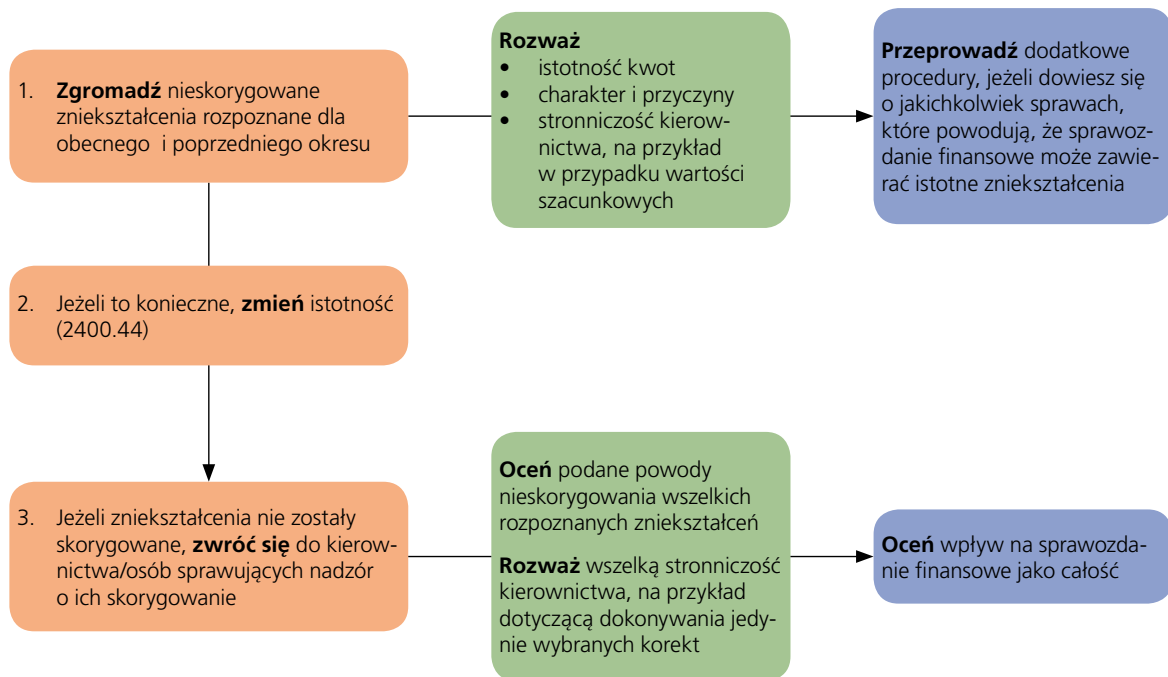 1. Zgromadź nieskorygowane
zniekształcenia rozpoznane dla
obecnego i poprzedniego okresu
Rozważ
• istotność kwot
• charakter i przyczyny
• stronniczość kierow-
nictwa, na przykład
w przypadku wartości
szacunkowych
Przeprowadź dodatkowe
procedury, jeżeli dowiesz się
o jakichkolwiek sprawach,
które powodują, że sprawoz-
danie finansowe może zawie-
rać istotne zniekształcenia
2. Jeżeli to konieczne, zmień istotność
(2400.44)
3. Jeżeli zniekształcenia nie zostały
skorygowane, zwróć się do kierow-
nictwa/osób sprawujących nadzór
o ich skorygowanie
Oceń podane powody
nieskorygowania wszelkich
rozpoznanych zniekształceń
Rozważ wszelką stronniczość
kierownictwa, na przykład
dotyczącą dokonywania jedy-
nie wybranych korekt
Oceń wpływ na sprawozda-
nie finansowe jako całość